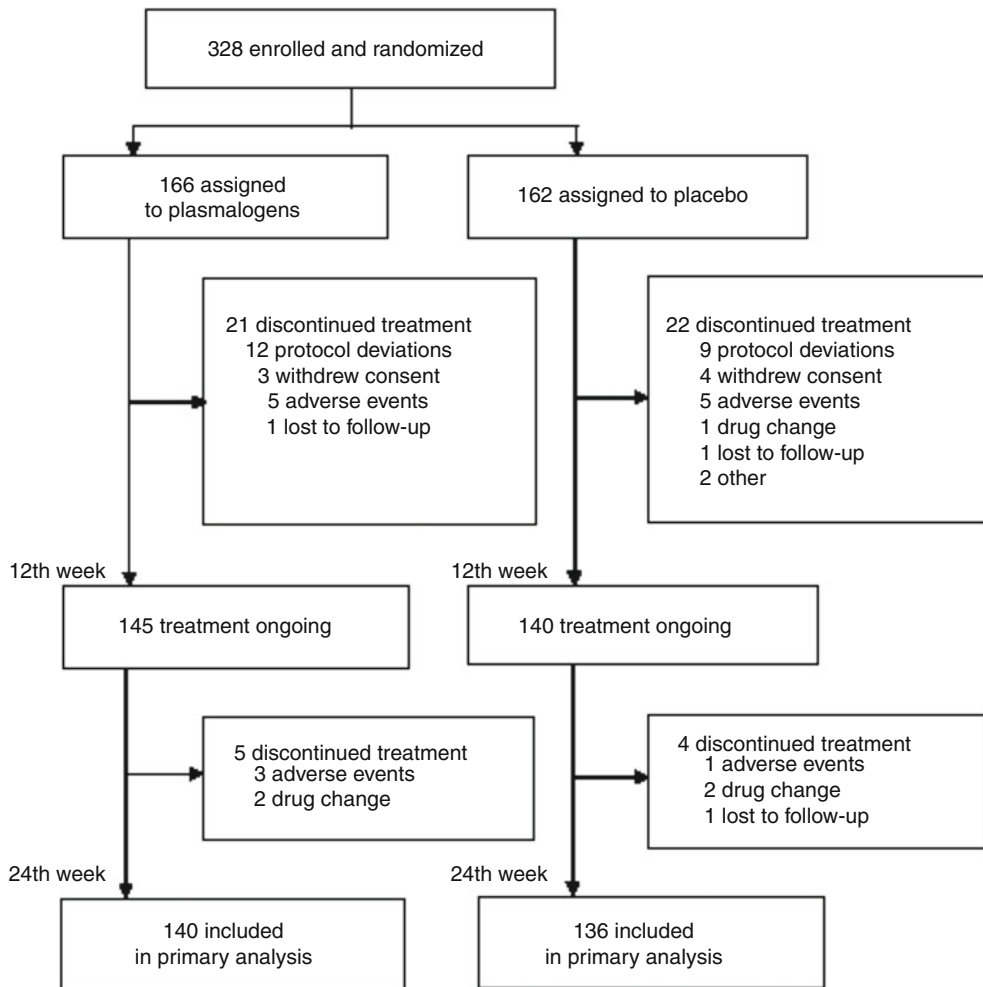 328 enrolled and randomized
166 assigned
to plasmalogens
162 assigned to placebo
21 discontinued treatment
12 protocol deviations
3 withdrew consent
5 adverse events
1 lost to follow-up
22 discontinued treatment
9 protocol deviations
4 withdrew consent
5 adverse events
1 drug change
1 lost to follow-up
2 other
12th week
145 treatment ongoing
12th week
140 treatment ongoing
5 discontinued treatment
3 adverse events
2 drug change
4 discontinued treatment
1 adverse events
2 drug change
1 lost to follow-up
24th week
140 included
in primary analysis
24th week
136 included
in primary analysis